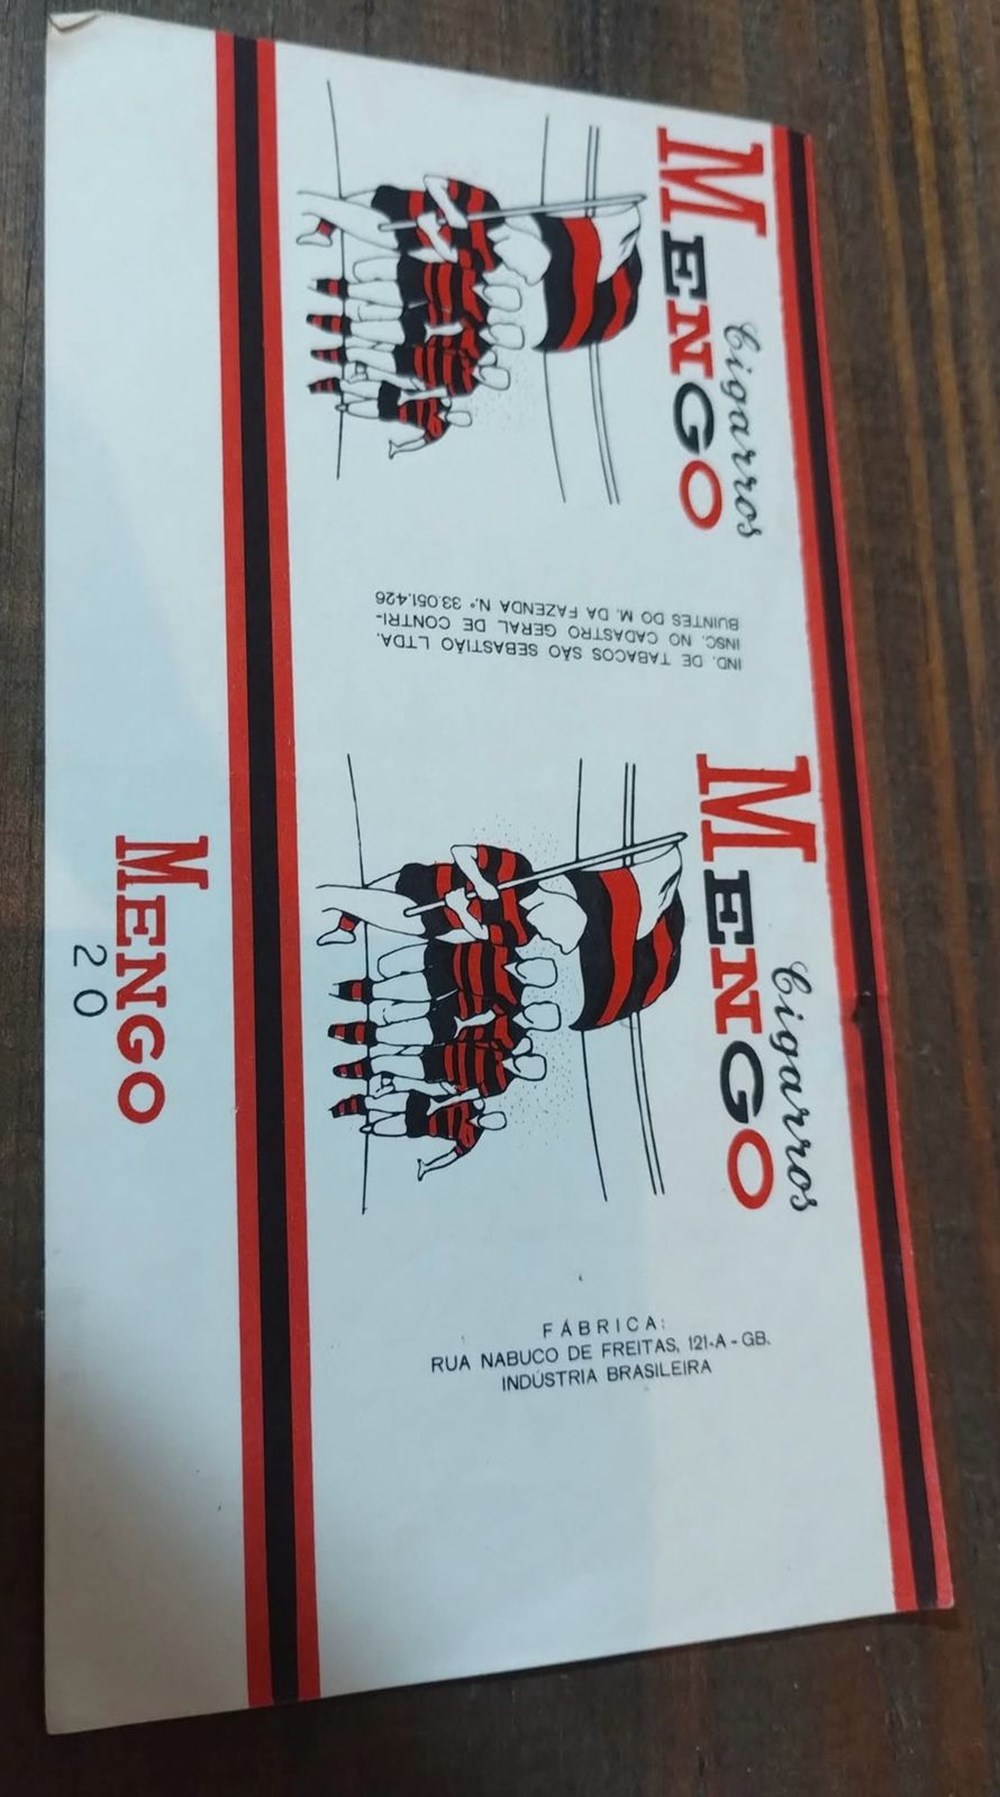 Cigarros
MENGO
IND. DE TABACOS SÃO SEBASTIÃO LTDA.
INSC. NO CADASTRO GERAL DE CONTRI-
BUINTES DO M. DA FAZENDA N.º 33.051.426
Cigarros
MENGO
FÁBRICA:
RUA NABUCO DE FREITAS, 121-A - GB.
INDÚSTRIA BRASILEIRA
MENGO
20